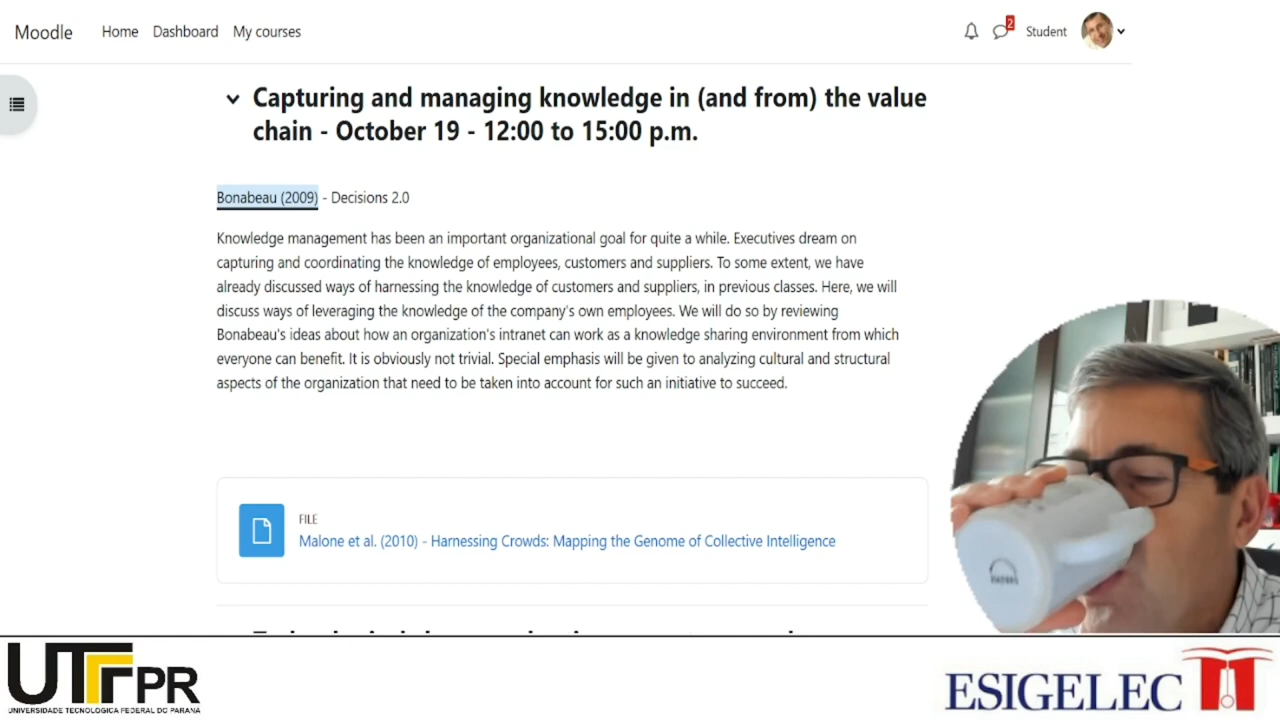 Moodle Home Dashboard My courses 2 Student
Capturing and managing knowledge in (and from) the value
chain - October 19 - 12:00 to 15:00 p.m.
Bonabeau (2009) - Decisions 2.0
Knowledge management has been an important organizational goal for quite a while. Executives dream on
capturing and coordinating the knowledge of employees, customers and suppliers. To some extent, we have
already discussed ways of harnessing the knowledge of customers and suppliers, in previous classes. Here, we will
discuss ways of leveraging the knowledge of the company's own employees. We will do so by reviewing
Bonabeau's ideas about how an organization's intranet can work as a knowledge sharing environment from which
everyone can benefit. It is obviously not trivial. Special emphasis will be given to analyzing cultural and structural
aspects of the organization that need to be taken into account for such an initiative to succeed.
FILE
Malone et al. (2010) - Harnessing Crowds: Mapping the Genome of Collective Intelligence
UTFPR
UNIVERSIDADE TECNOLÓGICA FEDERAL DO PARANÁ
ESIGELEC